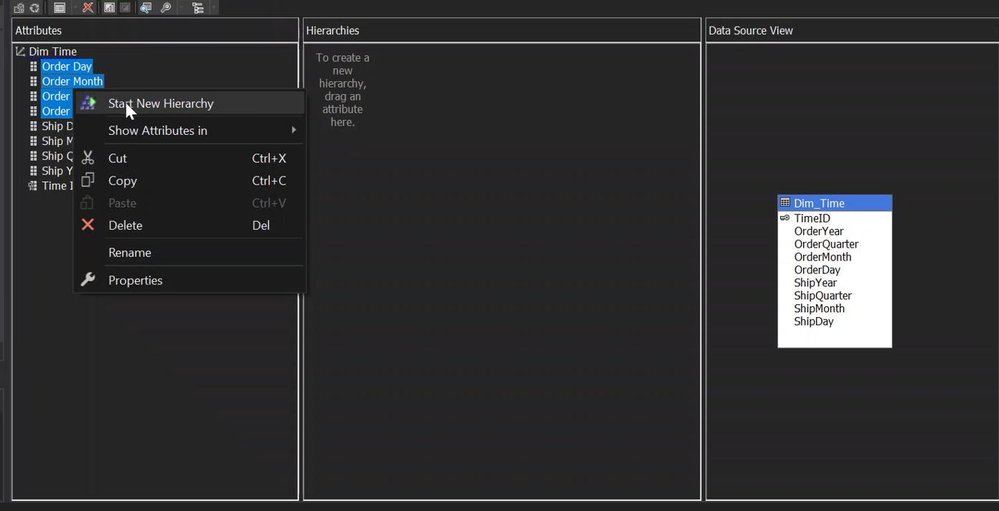 Attributes
Dim Time
Order Day
Order Month
Order
Order
Ship
Ship
Ship
Ship
Time
Start New Hierarchy
Show Attributes in
Cut Ctrl+X
Copy Ctrl+C
Paste Ctrl+V
Delete Del
Rename
Properties
Hierarchies
To create a
new
hierarchy,
drag an
attribute
here.
Data Source View
Dim_Time
TimeID
OrderYear
OrderQuarter
OrderMonth
OrderDay
ShipYear
ShipQuarter
ShipMonth
ShipDay